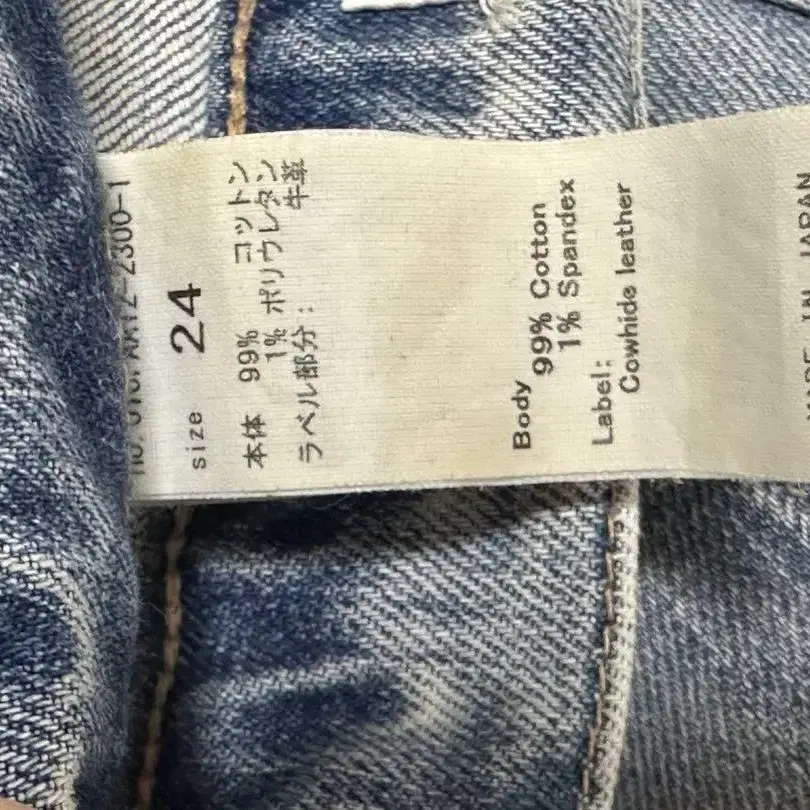 size 24
本体 99% コットン
1% ポリウレタン
ラベル部分: 牛革
Body
99% Cotton
1% Spandex
Label:
Cowhide leather
JAPAN